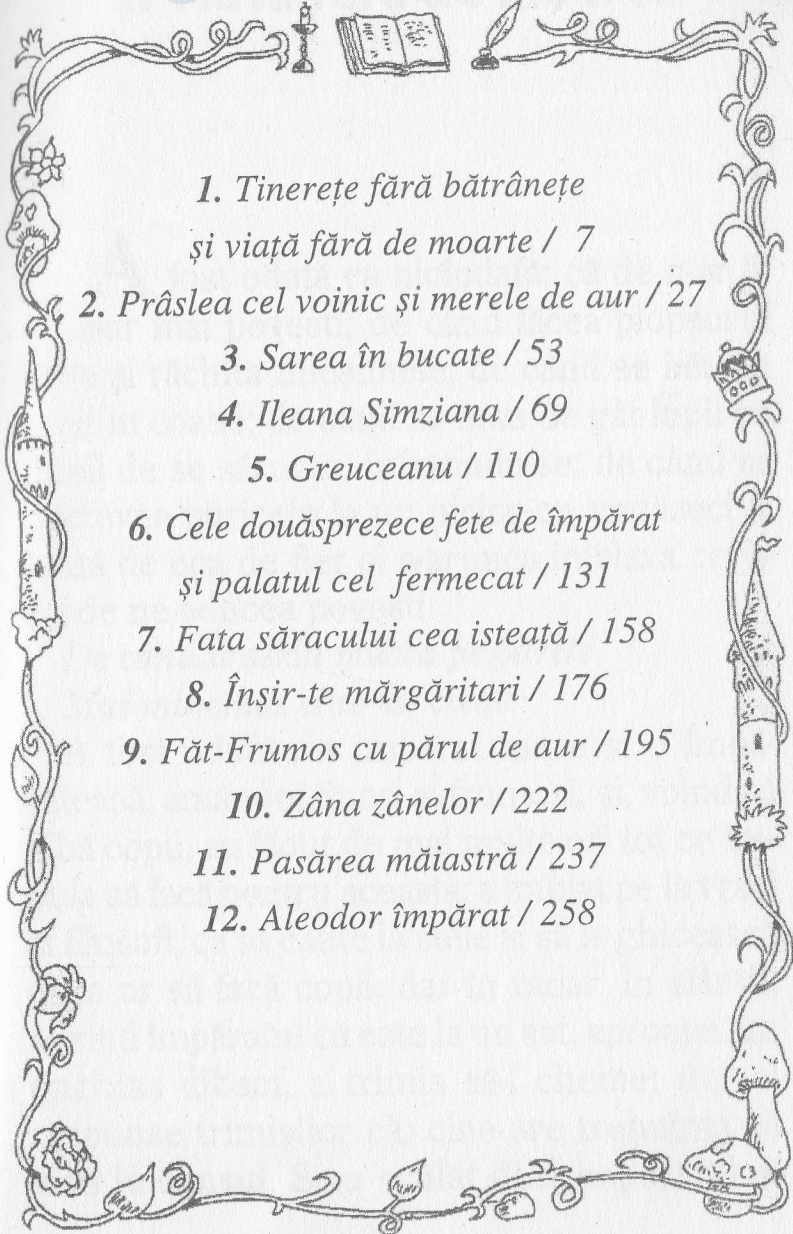 1. Tinerețe fără bătrânețe
și viață fără de moarte / 7
2. Prâslea cel voinic și merele de aur / 27
3. Sarea în bucate / 53
4. Ileana Simziana / 69
5. Greuceanu / 110
6. Cele douăsprezece fete de împărat
și palatul cel fermecat / 131
7. Fata săracului cea isteață / 158
8. Înșir-te mărgăritari / 176
9. Făt-Frumos cu părul de aur / 195
10. Zâna zânelor / 222
11. Pasărea măiastră / 237
12. Aleodor împărat / 258